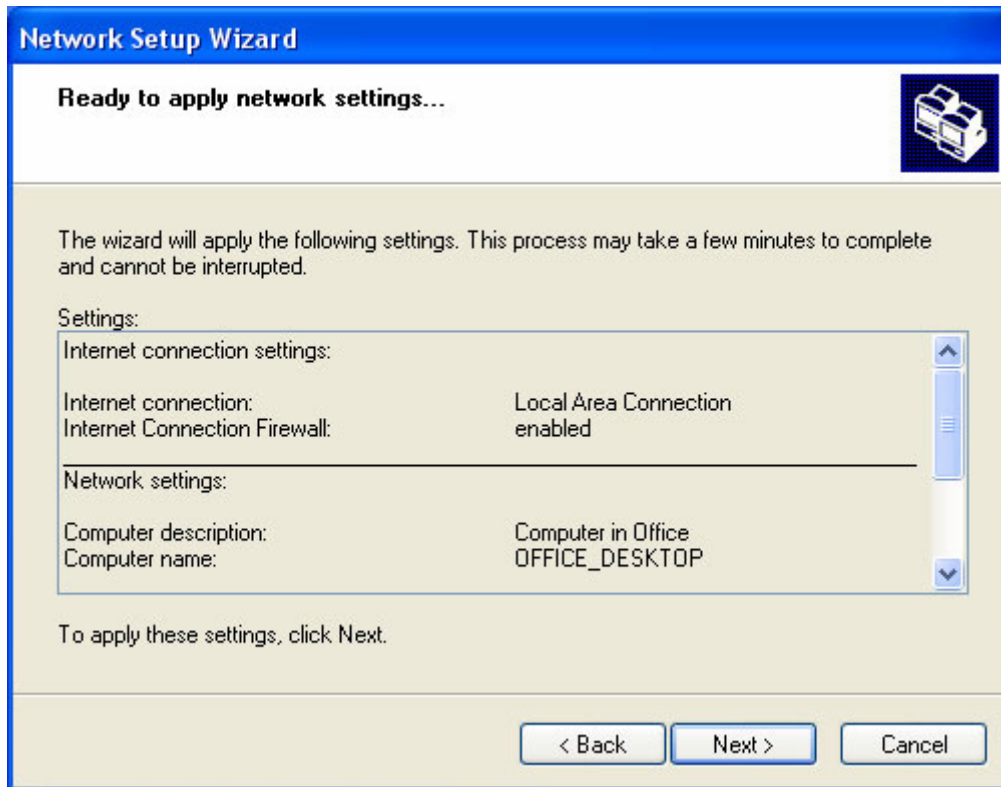 Network Setup Wizard
Ready to apply network settings...
The wizard will apply the following settings. This process may take a few minutes to complete
and cannot be interrupted.
Settings:
Internet connection settings:
Internet connection: Local Area Connection
Internet Connection Firewall: enabled
Network settings:
Computer description: Computer in Office
Computer name: OFFICE_DESKTOP
To apply these settings, click Next.
< Back Next > Cancel